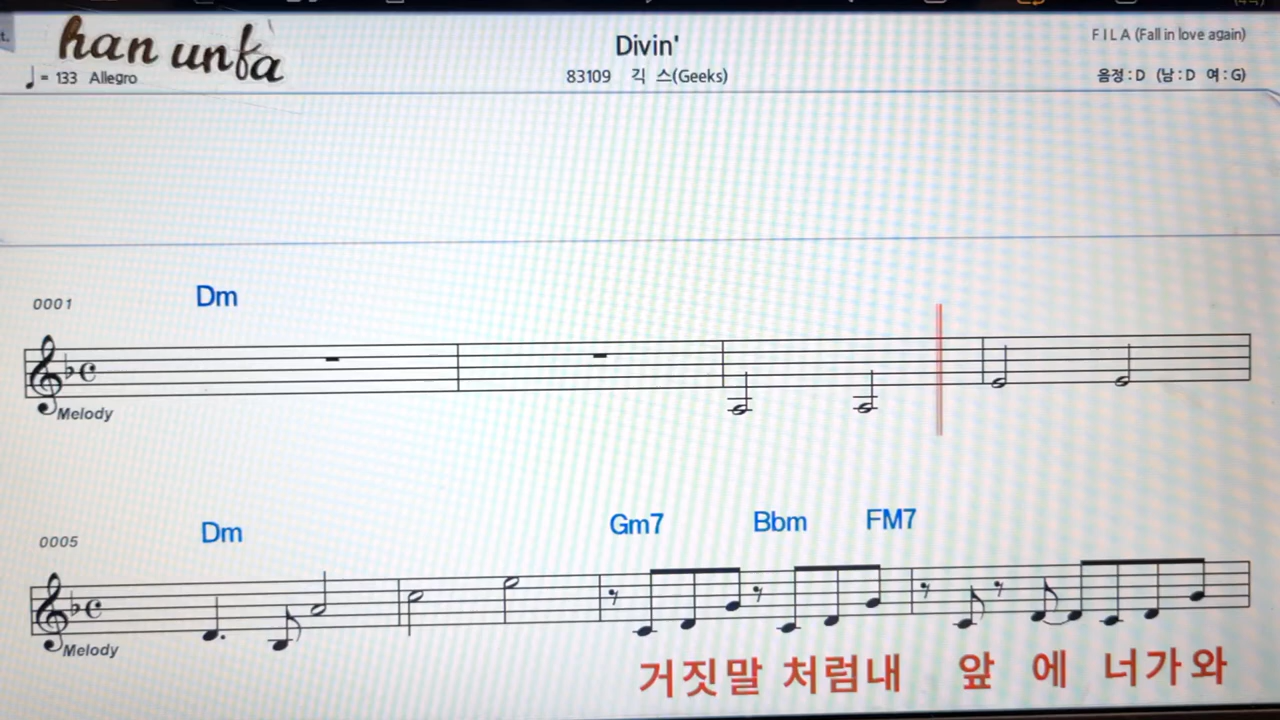 han unfa
Divin'
FILA (Fall in love again)
♩= 133 Allegro
83109 긱 스(Geeks)
음정 : D (남 : D 여 : G)
Dm
0001
Melody
Dm Gm7 Bbm FM7
0005
Melody
거짓말 처럼내 앞 에 너가와